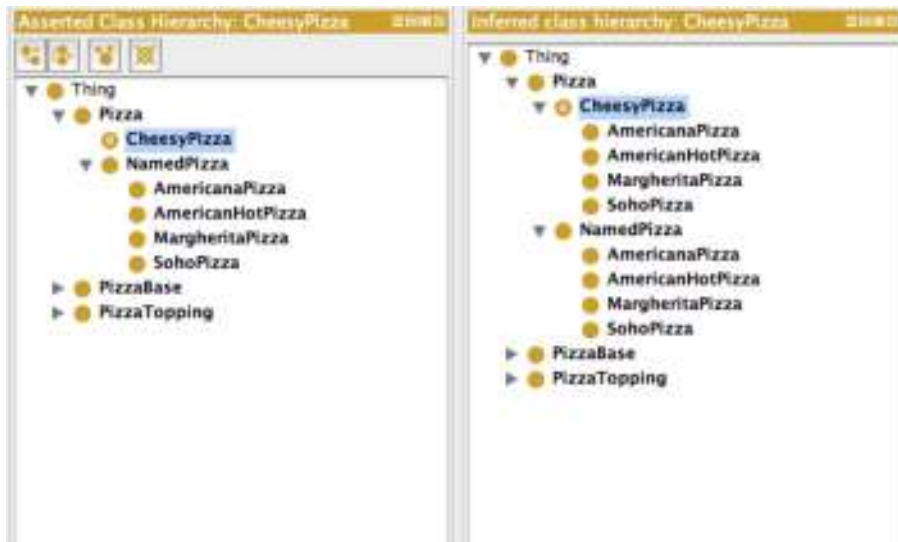 Asserted Class Hierarchy: CheesyPizza
Thing
Pizza
CheesyPizza
NamedPizza
AmericanaPizza
AmericanHotPizza
MargheritaPizza
SohoPizza
PizzaBase
PizzaTopping
Inferred class hierarchy: CheesyPizza
Thing
Pizza
CheesyPizza
AmericanaPizza
AmericanHotPizza
MargheritaPizza
SohoPizza
NamedPizza
AmericanaPizza
AmericanHotPizza
MargheritaPizza
SohoPizza
PizzaBase
PizzaTopping